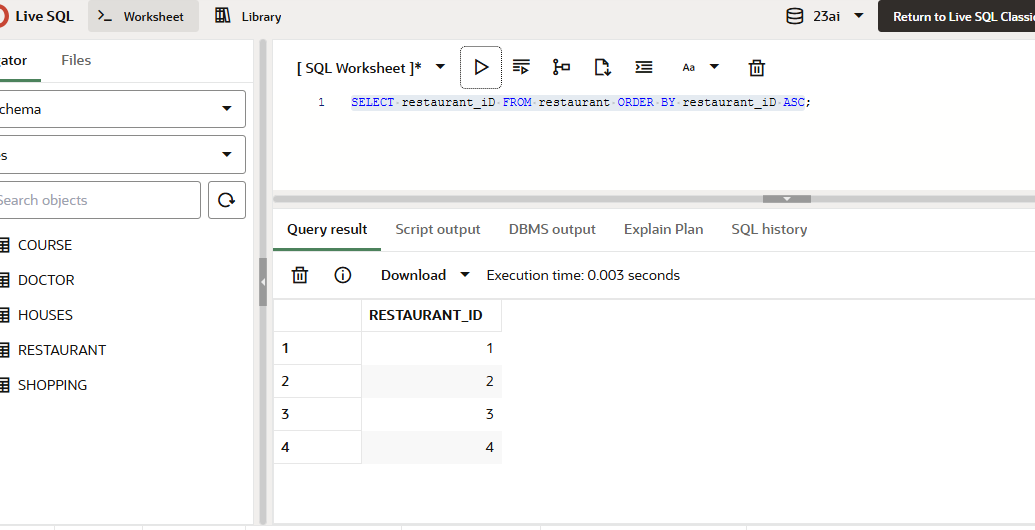 Live SQL
Worksheet
Library
23ai
Return to Live SQL Classic
Files
[ SQL Worksheet ]*
Aa
1 SELECT restaurant_iD FROM restaurant ORDER BY restaurant_iD ASC;
Search objects
COURSE
DOCTOR
HOUSES
RESTAURANT
SHOPPING
Query result
Script output
DBMS output
Explain Plan
SQL history
Download
Execution time: 0.003 seconds
RESTAURANT_ID
1 1
2 2
3 3
4 4